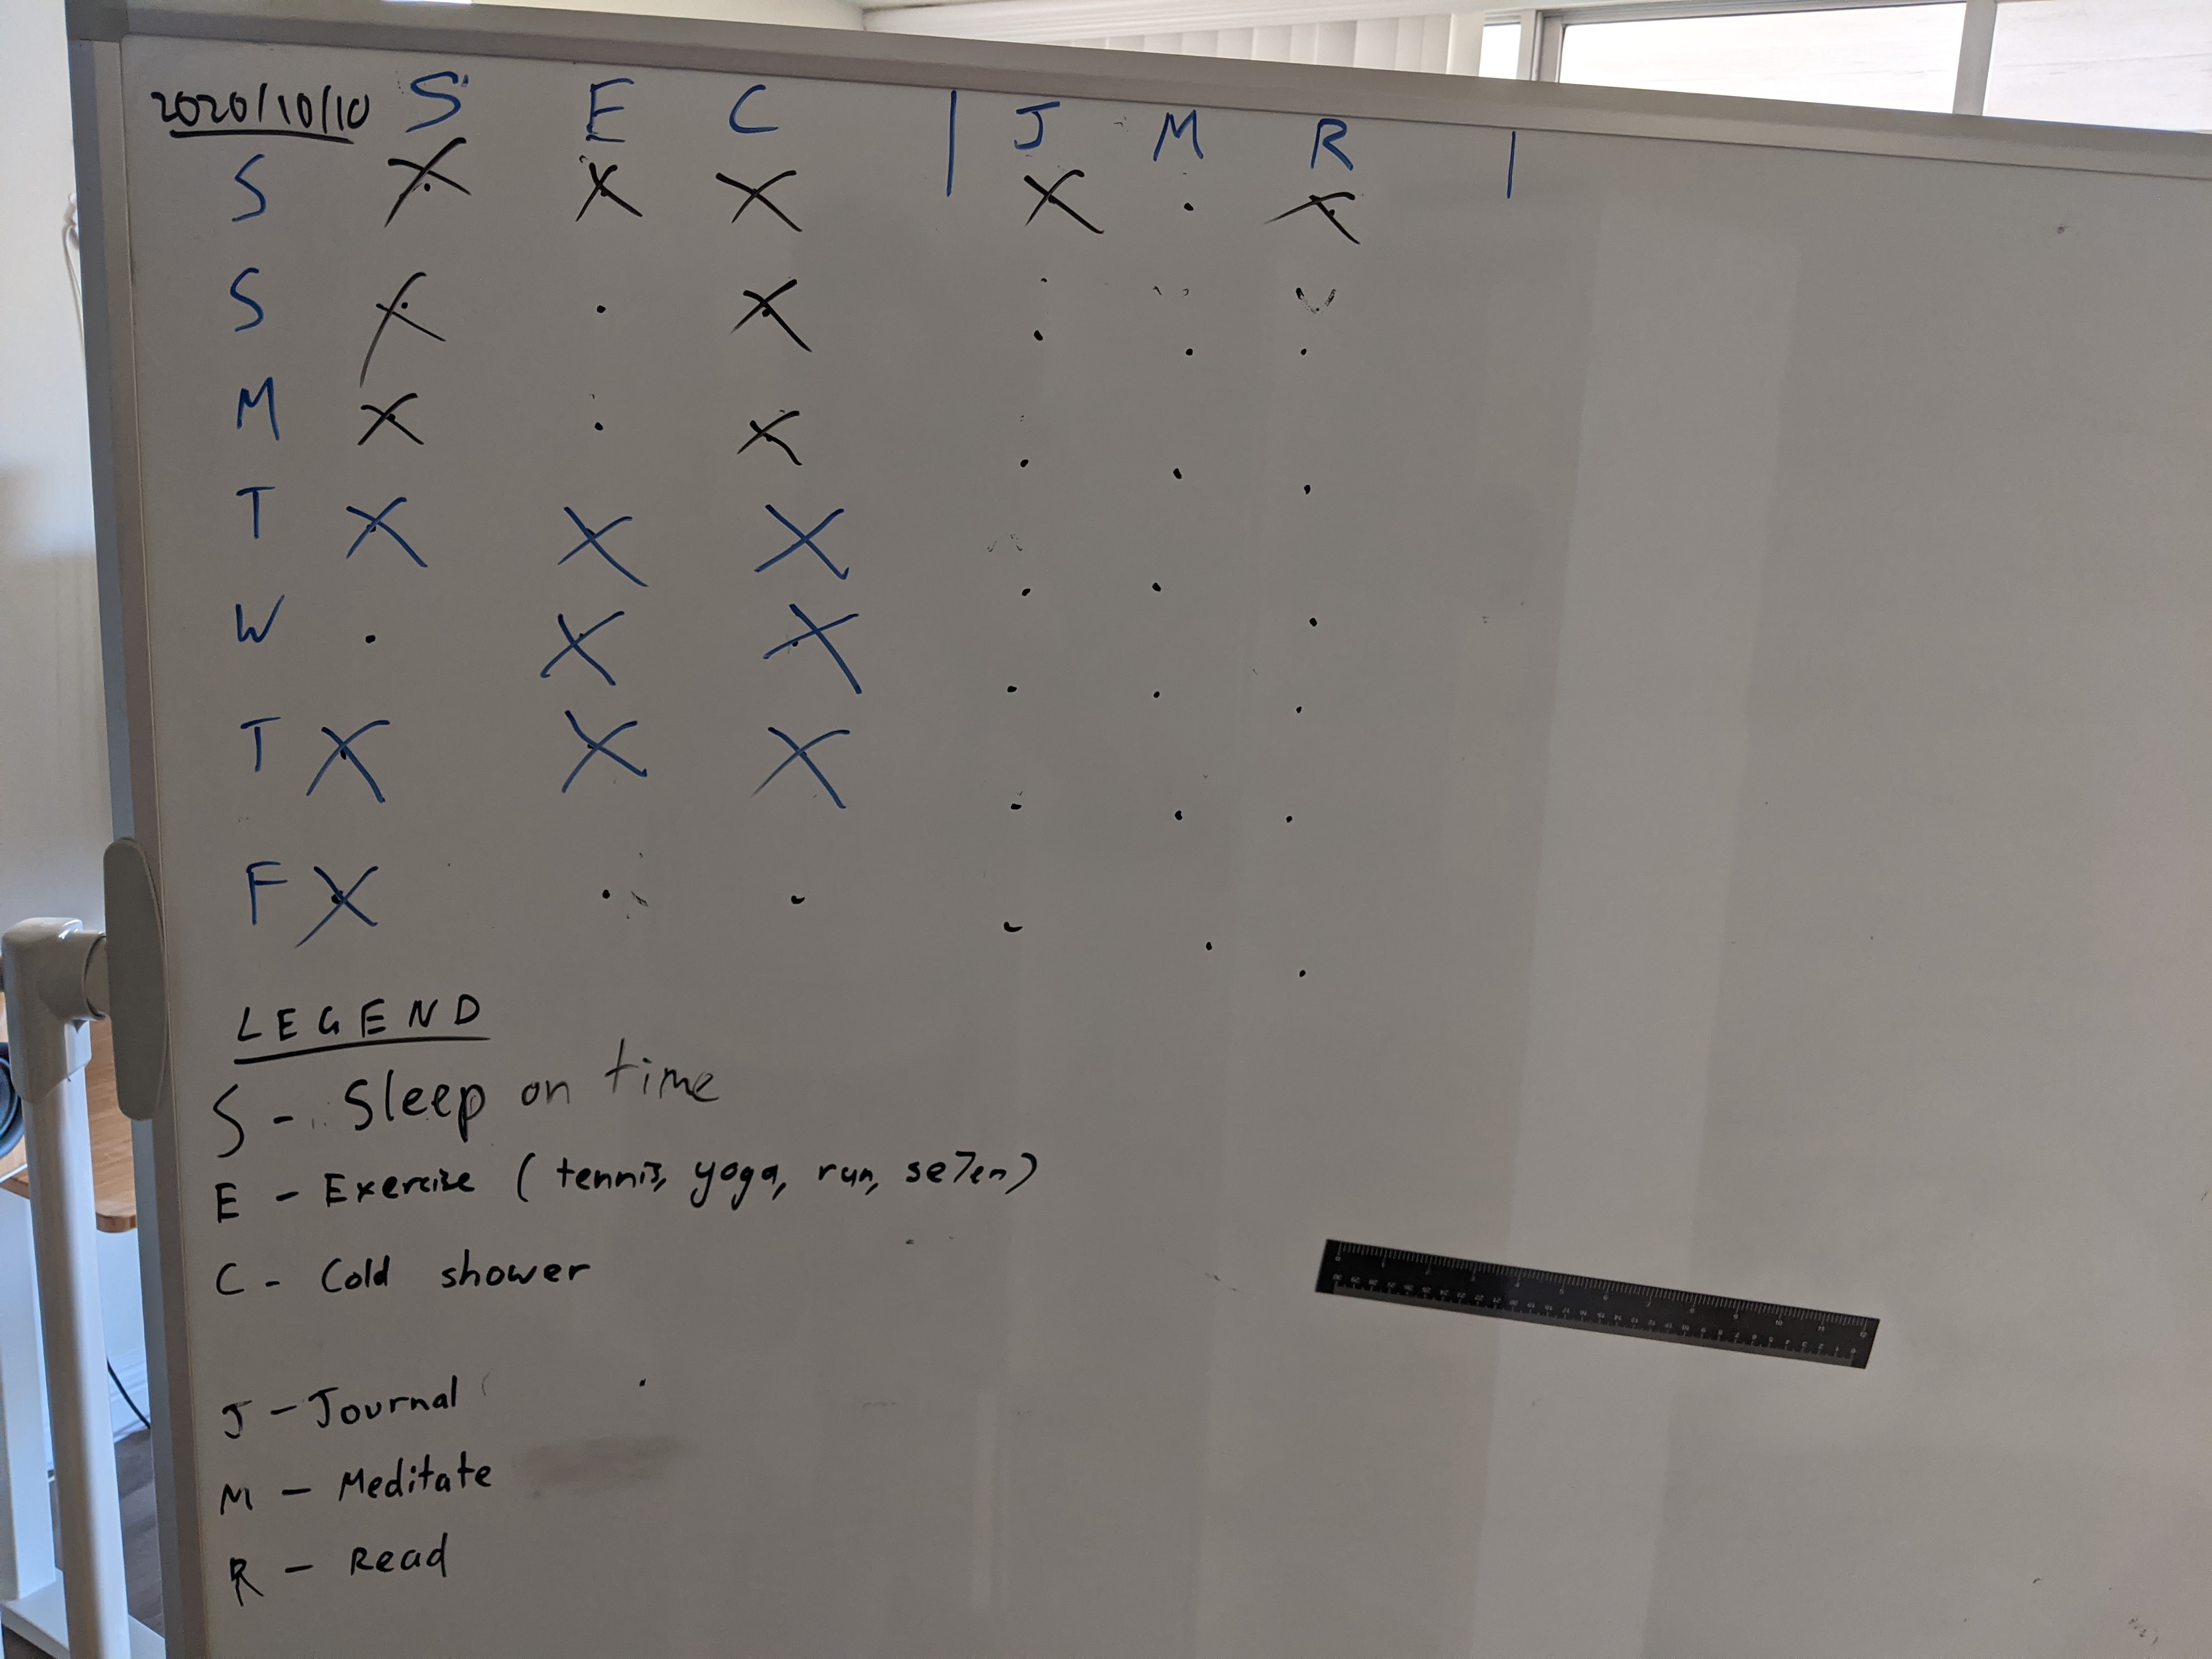 2020/10/10 S E C | J M R |
S X X X X . X
S X . X . . .
M X . X . . .
T X X X . . .
W . X X . . .
T X X X . . .
F X . . . . .
LEGEND
S - Sleep on time
E - Exercise (tennis, yoga, run, se7en)
C - Cold shower
J - Journal
M - Meditate
R - Read